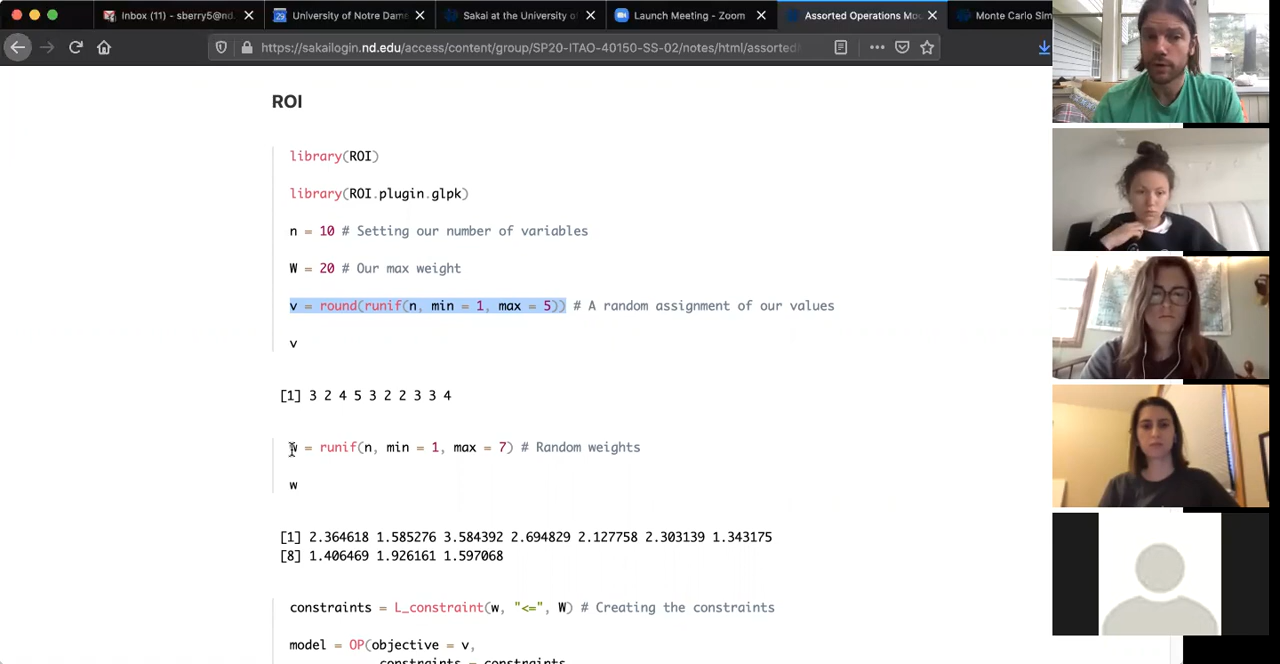 Inbox (11) - sberry5@nd.
University of Notre Dame
Sakai at the University o
Launch Meeting - Zoom
Assorted Operations Mo
Monte Carlo Sim
https://sakailogin.nd.edu/access/content/group/SP20-ITAO-40150-SS-02/notes/html/assorted
ROI
library(ROI)
library(ROI.plugin.glpk)
n = 10 # Setting our number of variables
W = 20 # Our max weight
v = round(runif(n, min = 1, max = 5)) # A random assignment of our values
v
[1] 3 2 4 5 3 2 2 3 3 4
w = runif(n, min = 1, max = 7) # Random weights
w
[1] 2.364618 1.585276 3.584392 2.694829 2.127758 2.303139 1.343175
[8] 1.406469 1.926161 1.597068
constraints = L_constraint(w, "<=", W) # Creating the constraints
model = OP(objective = v,
constraints = constraints